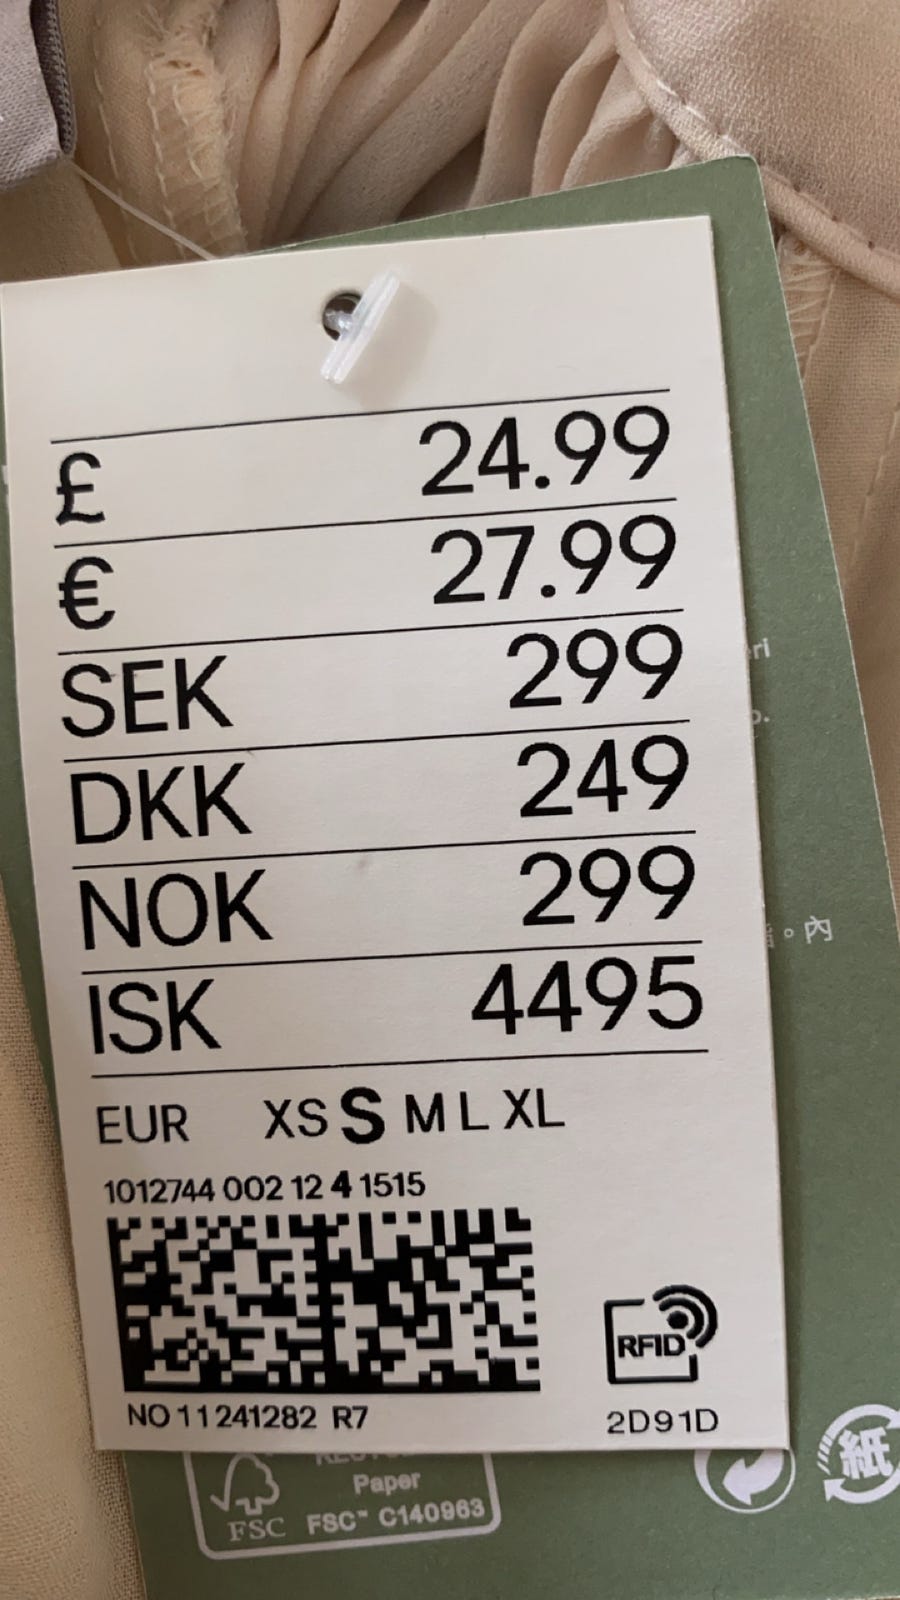 £ 24.99
€ 27.99
SEK 299
DKK 249
NOK 299
ISK 4495
EUR XS S M L XL
1012744 002 12 4 1515
RFID
NO 11241282 R7 2D91D
Paper
FSC FSC™ C140963
紙
。內